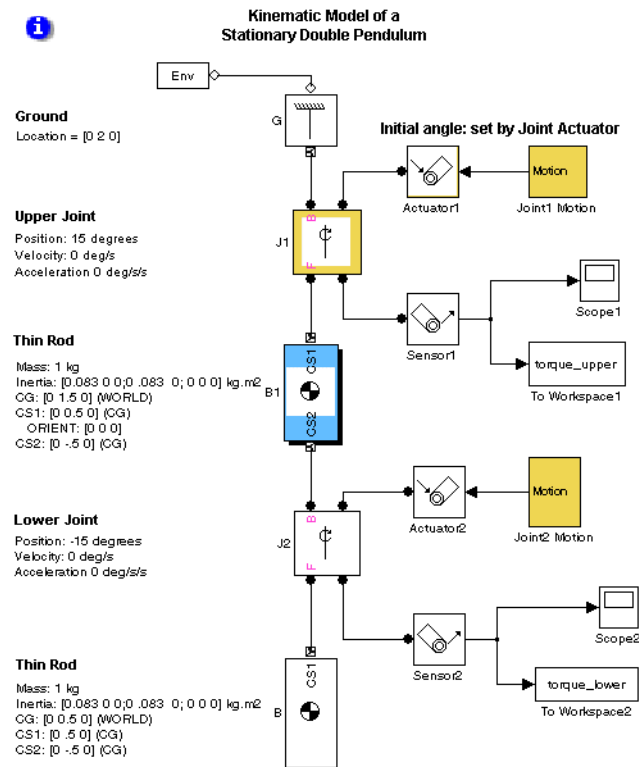 i
Kinematic Model of a
Stationary Double Pendulum
Env
G
Ground
Location = [0 2 0]
Initial angle: set by Joint Actuator
Motion
Actuator1
Joint1 Motion
Upper Joint
Position: 15 degrees
Velocity: 0 deg/s
Acceleration 0 deg/s/s
J1
B
F
Sensor1
Scope1
torque_upper
To Workspace1
Thin Rod
Mass: 1 kg
Inertia: [0.083 0 0;0 .083 0; 0 0 0] kg.m2
CG: [0 1.5 0] (WORLD)
CS1: [0 0.5 0] (CG)
ORIENT: [0 0 0]
CS2: [0 -.5 0] (CG)
B1
CS1
CS2
Motion
Actuator2
Joint2 Motion
Lower Joint
Position: -15 degrees
Velocity: 0 deg/s
Acceleration 0 deg/s/s
J2
B
F
Sensor2
Scope2
torque_lower
To Workspace2
Thin Rod
Mass: 1 kg
Inertia: [0.083 0 0;0 .083 0; 0 0 0] kg.m2
CG: [0 0.5 0] (WORLD)
CS1: [0 .5 0] (CG)
CS2: [0 -.5 0] (CG)
B
CS1